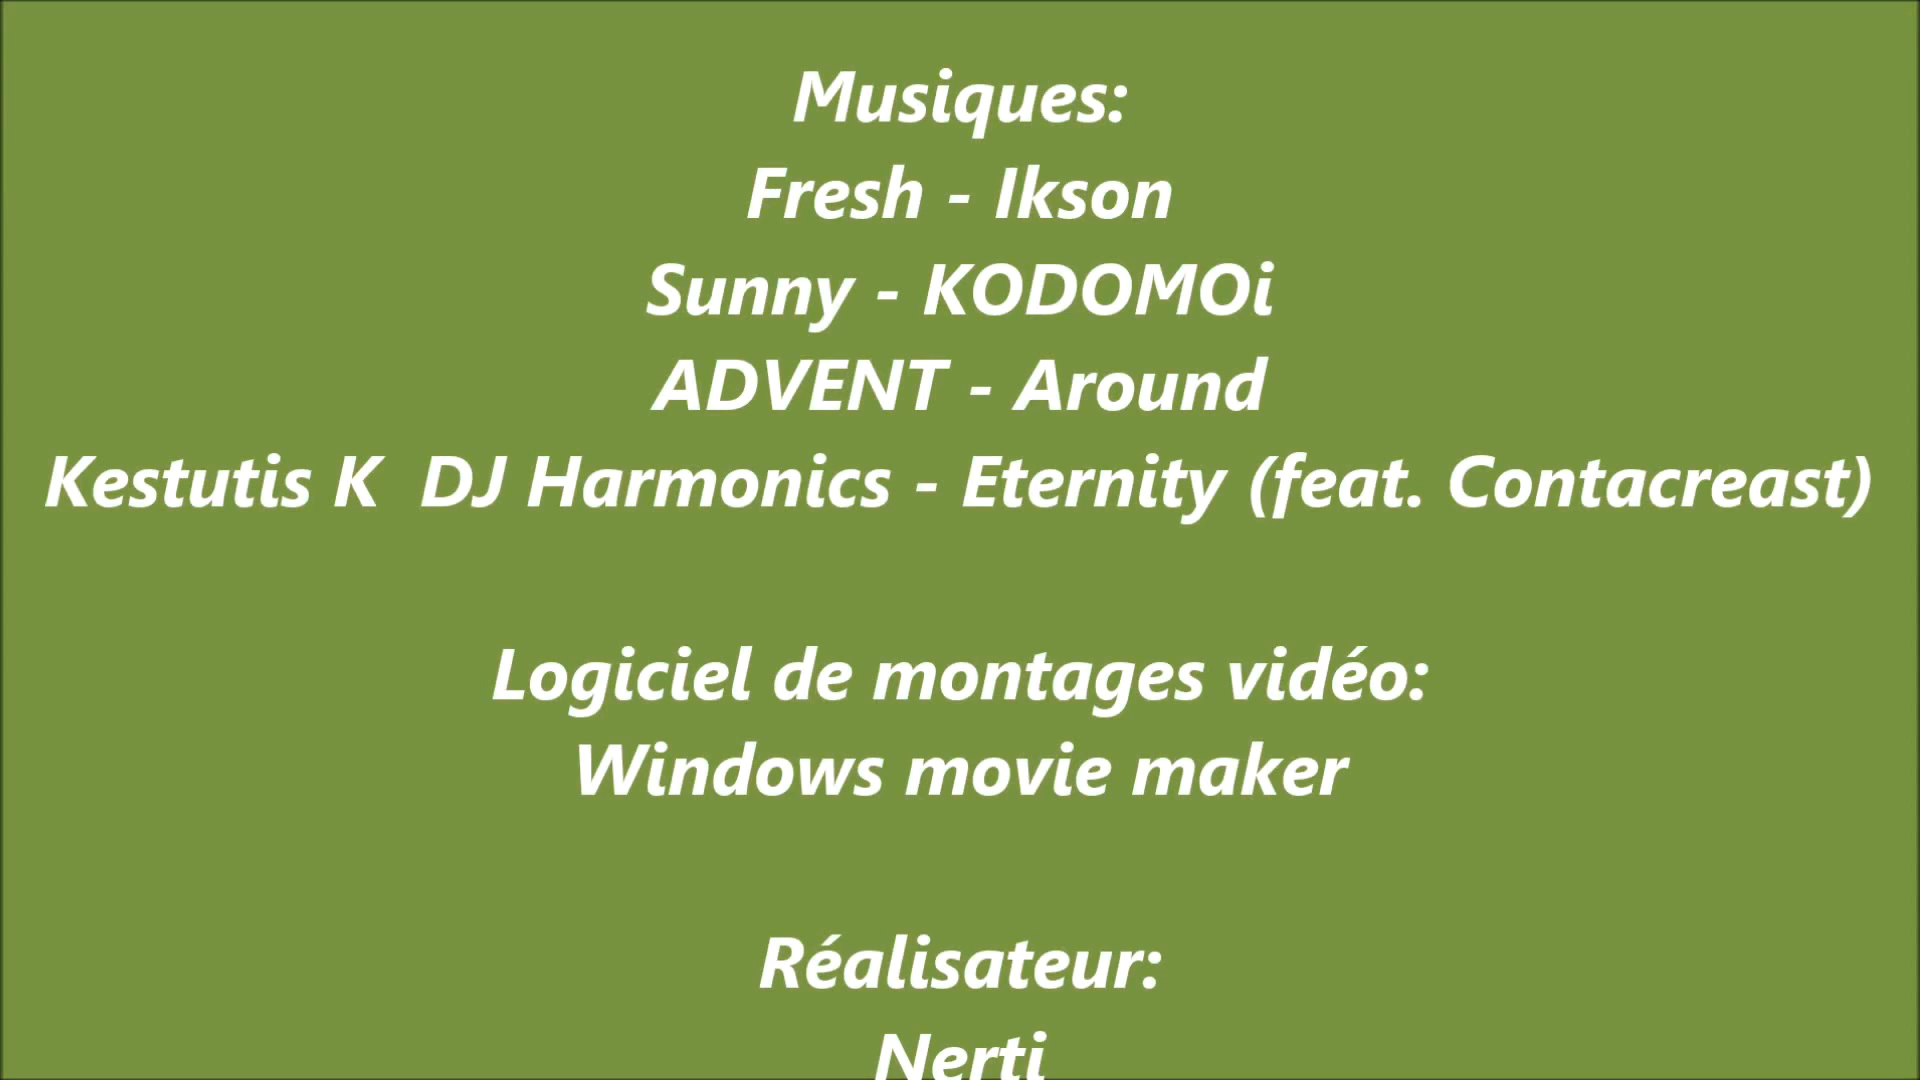 Musiques:
Fresh - Ikson
Sunny - KODOMOi
ADVENT - Around
Kestutis K  DJ Harmonics - Eternity (feat. Contacreast)
Logiciel de montages vidéo:
Windows movie maker
Réalisateur:
Nerti